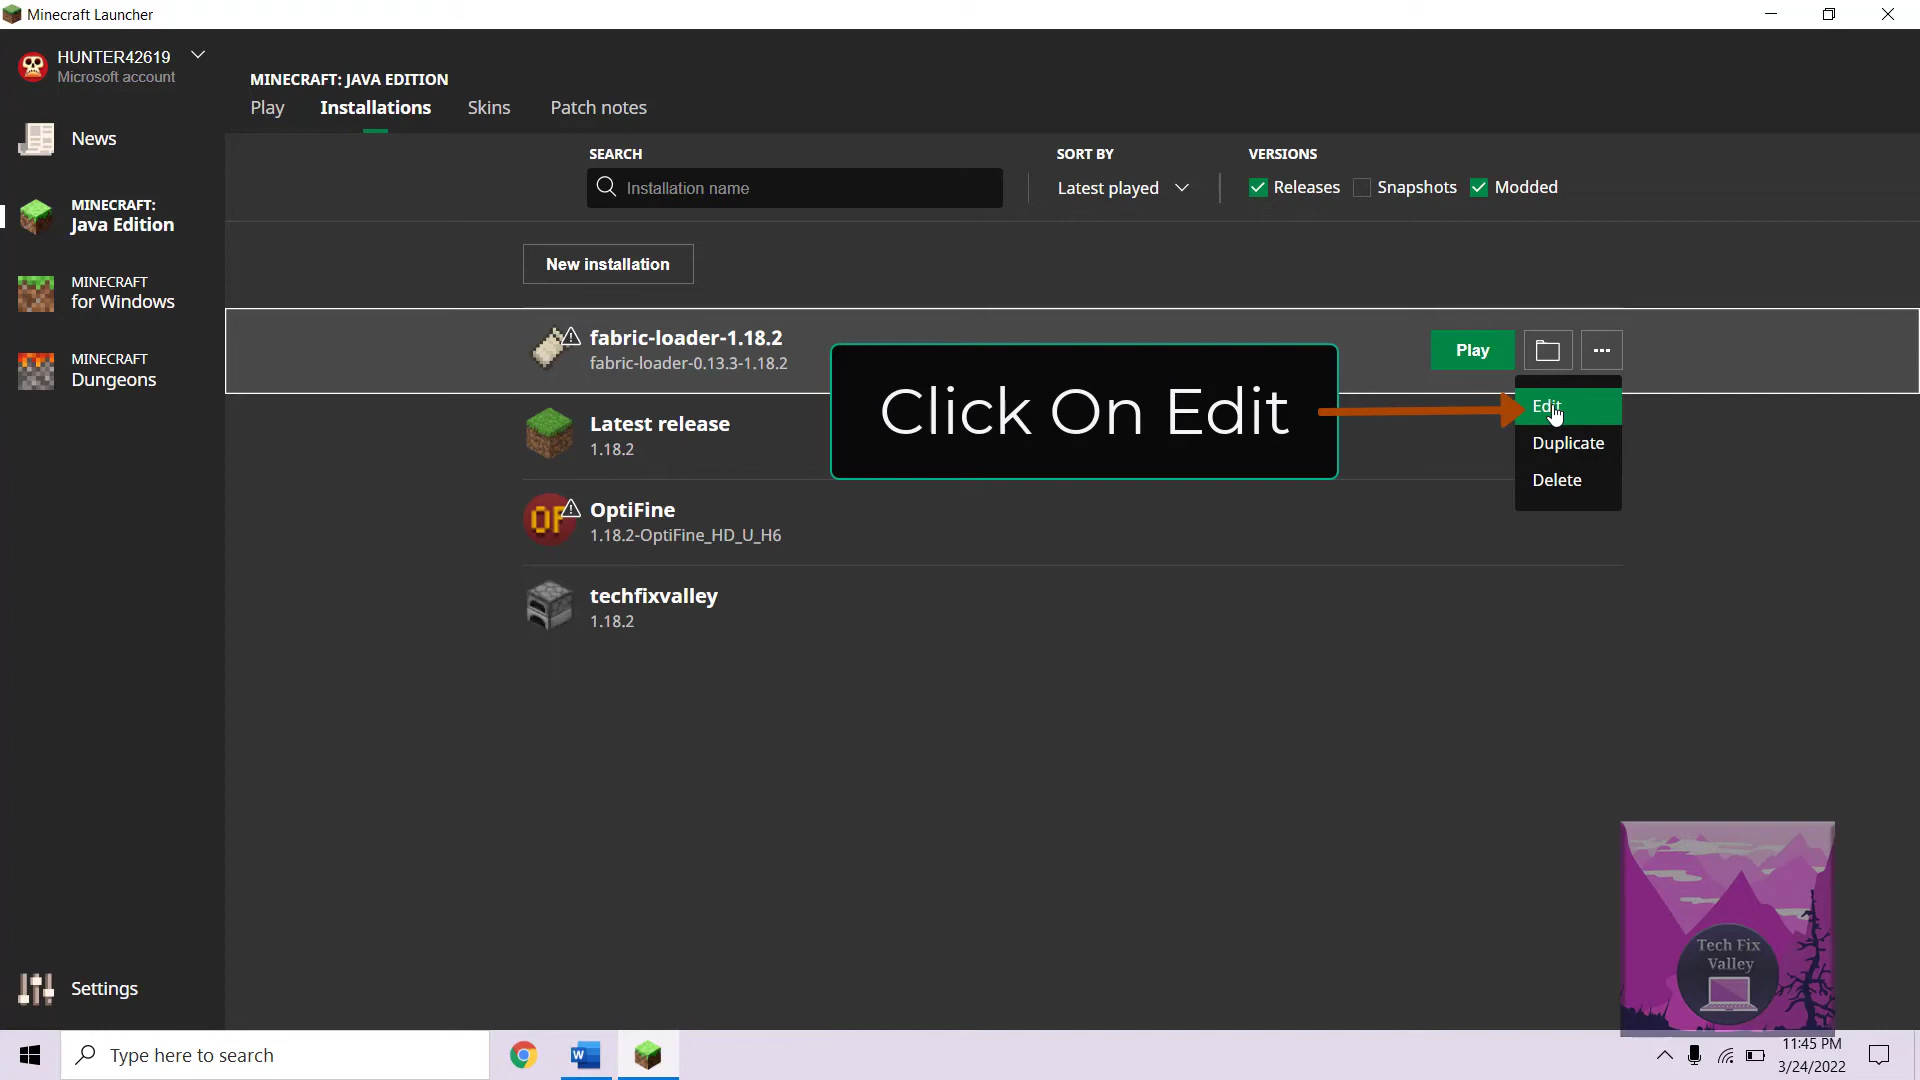 Minecraft Launcher
HUNTER42619
Microsoft account
News
MINECRAFT:
Java Edition
MINECRAFT
for Windows
MINECRAFT
Dungeons
Settings
MINECRAFT: JAVA EDITION
Play Installations Skins Patch notes
SEARCH
Installation name
SORT BY
Latest played
VERSIONS
Releases Snapshots Modded
New installation
fabric-loader-1.18.2
fabric-loader-0.13.3-1.18.2
Play
Click On Edit
Edit
Duplicate
Delete
Latest release
1.18.2
OF
OptiFine
1.18.2-OptiFine_HD_U_H6
techfixvalley
1.18.2
Tech Fix
Valley
Type here to search
W
11:45 PM
3/24/2022